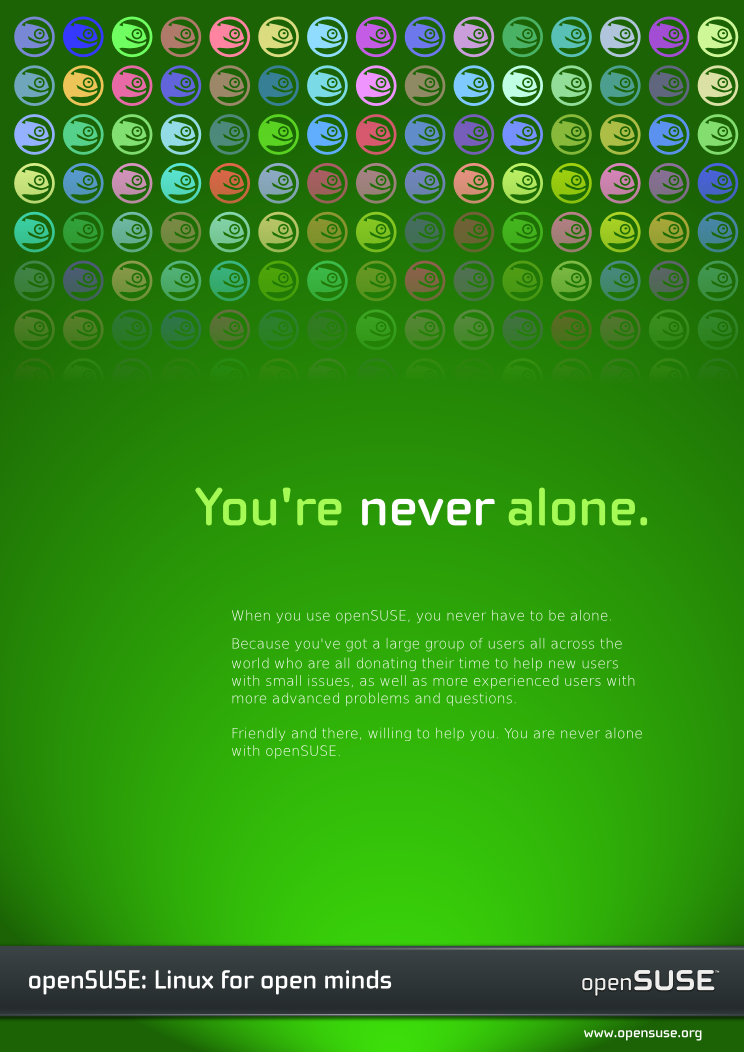 You're never alone.
When you use openSUSE, you never have to be alone.
Because you've got a large group of users all across the
world who are all donating their time to help new users
with small issues, as well as more experienced users with
more advanced problems and questions.
Friendly and there, willing to help you. You are never alone
with openSUSE.
openSUSE: Linux for open minds
openSUSE™
www.opensuse.org